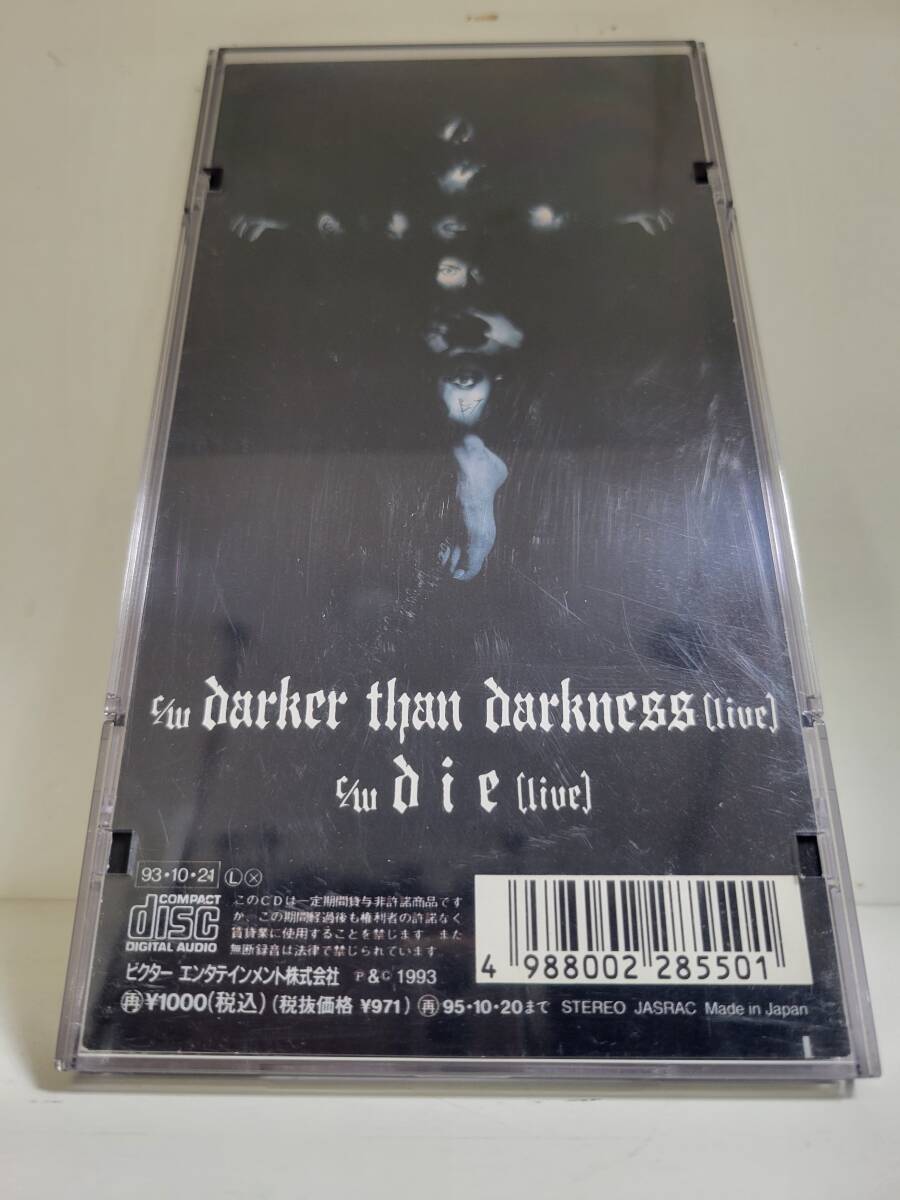 c/w darker than darkness (live)
c/w die (live)
93・10・21 Ⓛ ⓧ
COMPACT
disc
DIGITAL AUDIO
このCDは一定期間貸与非許諾商品です
が、この期間経過後も権利者の許諾なく
賃貸業に使用することを禁じます。また
無断録音は法律で禁じられています。
ビクター エンタテインメント株式会社 ℗&© 1993
4 988002 285501
再 ¥1000(税込) (税抜価格 ¥971) 再 95・10・20まで STEREO JASRAC Made in Japan